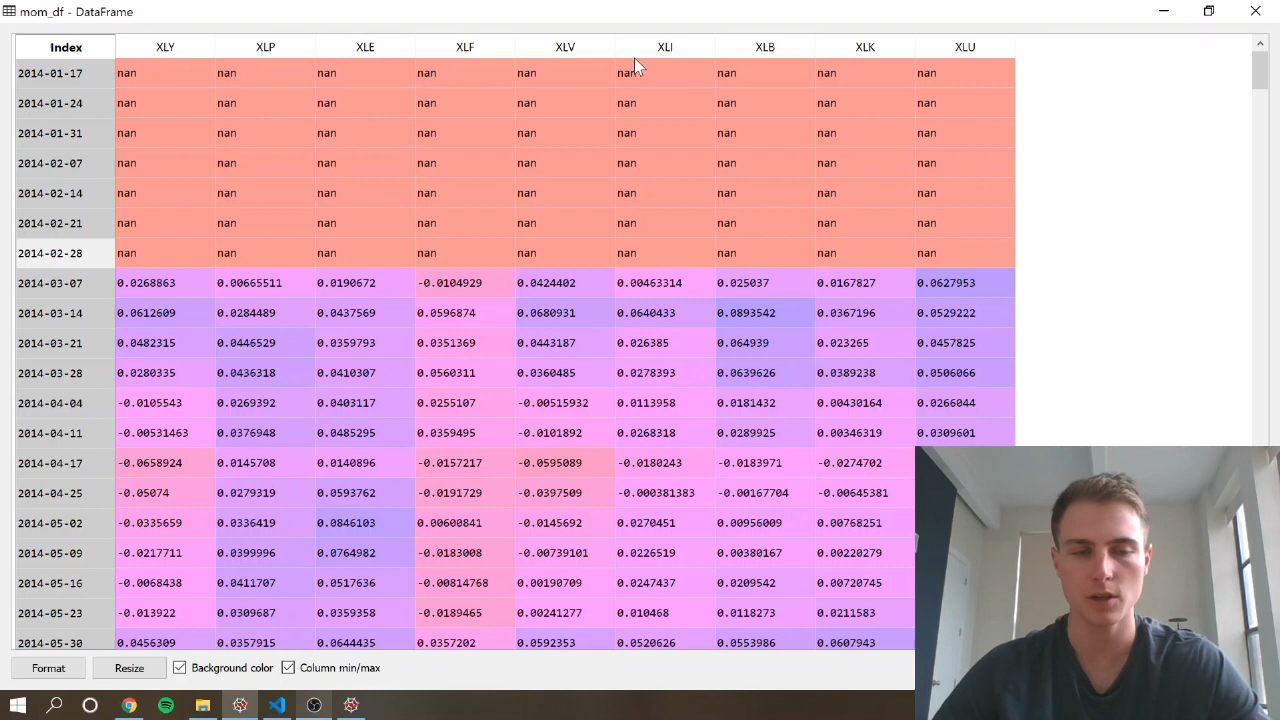 mom_df - DataFrame
Index XLY XLP XLE XLF XLV XLI XLB XLK XLU
2014-01-17 nan nan nan nan nan nan nan nan nan
2014-01-24 nan nan nan nan nan nan nan nan nan
2014-01-31 nan nan nan nan nan nan nan nan nan
2014-02-07 nan nan nan nan nan nan nan nan nan
2014-02-14 nan nan nan nan nan nan nan nan nan
2014-02-21 nan nan nan nan nan nan nan nan nan
2014-02-28 nan nan nan nan nan nan nan nan nan
2014-03-07 0.0268863 0.00665511 0.0190672 -0.0104929 0.0424402 0.00463314 0.025037 0.0167827 0.0627953
2014-03-14 0.0612609 0.0284489 0.0437569 0.0596874 0.0680931 0.0640433 0.0893542 0.0367196 0.0529222
2014-03-21 0.0482315 0.0446529 0.0359793 0.0351369 0.0443187 0.026385 0.064939 0.023265 0.0457825
2014-03-28 0.0280335 0.0436318 0.0410307 0.0560311 0.0360485 0.0278393 0.0639626 0.0389238 0.0506066
2014-04-04 -0.0105543 0.0269392 0.0403117 0.0255107 -0.00515932 0.0113958 0.0181432 0.00430164 0.0266044
2014-04-11 -0.00531463 0.0376948 0.0485295 0.0359495 -0.0101892 0.0268318 0.0289925 0.00346319 0.0309601
2014-04-17 -0.0658924 0.0145708 0.0140896 -0.0157217 -0.0595089 -0.0180243 -0.0183971 -0.0274702
2014-04-25 -0.05074 0.0279319 0.0593762 -0.0191729 -0.0397509 -0.000381383 -0.00167704 -0.00645381
2014-05-02 -0.0335659 0.0336419 0.0846103 0.00600841 -0.0145692 0.0270451 0.00956009 0.00768251
2014-05-09 -0.0217711 0.0399996 0.0764982 -0.0183008 -0.00739101 0.0226519 0.00380167 0.00220279
2014-05-16 -0.0068438 0.0411707 0.0517636 -0.00814768 0.00190709 0.0247437 0.0209542 0.00720745
2014-05-23 -0.013922 0.0309687 0.0359358 -0.0189465 0.00241277 0.010468 0.0118273 0.0211583
2014-05-30 0.0456309 0.0357915 0.0644435 0.0357202 0.0592353 0.0520626 0.0553986 0.0607943
Format Resize Background color Column min/max